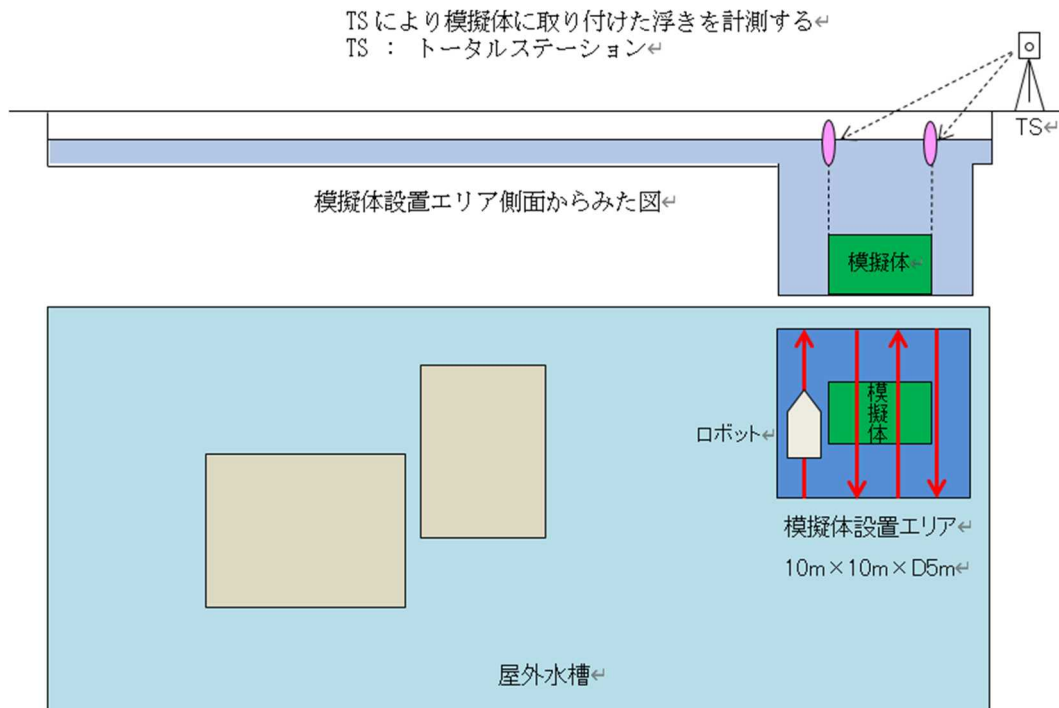 TSにより模擬体に取り付けた浮きを計測する↵
TS : トータルステーション↵
TS↵
模擬体設置エリア側面からみた図↵
模擬体↵
模擬体
ロボット↵
模擬体設置エリア↵
10m×10m×D5m↵
屋外水槽↵